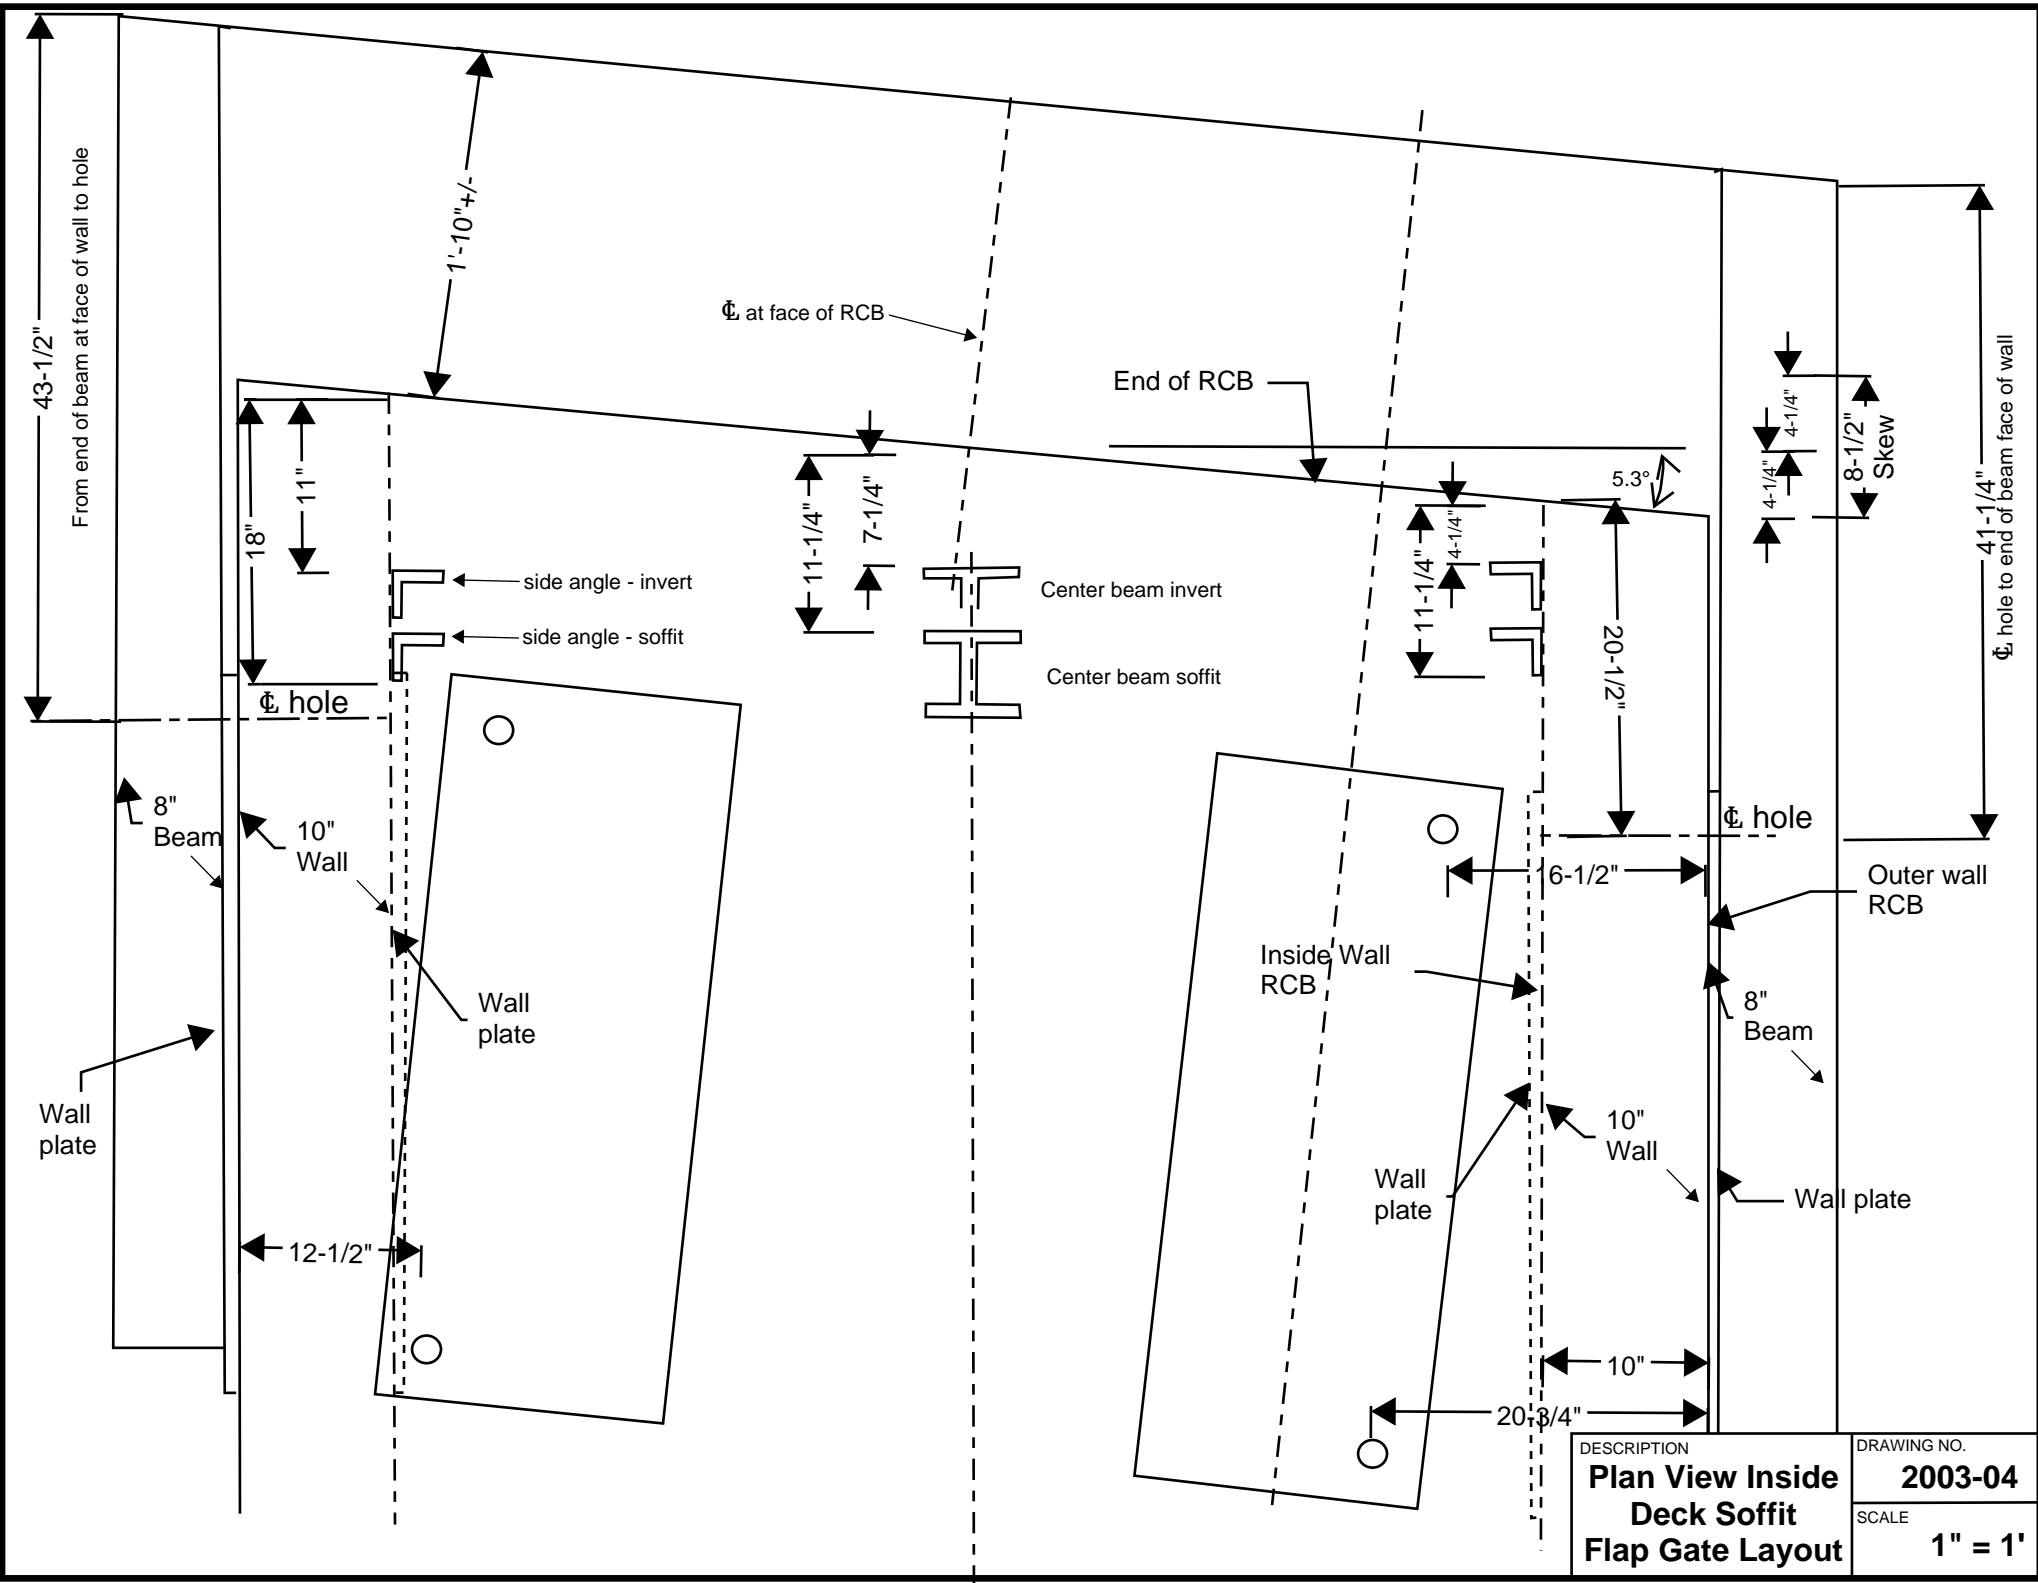 43-1/2"
From end of beam at face of wall to hole
1'-10"+/-
℄ at face of RCB
End of RCB
5.3°
4-1/4"
4-1/4"
8-1/2"
Skew
41-1/4"
℄ hole to end of beam face of wall
18"
11"
11-1/4"
7-1/4"
11-1/4"
4-1/4"
20-1/2"
side angle - invert
side angle - soffit
Center beam invert
Center beam soffit
℄ hole
8"
Beam
10"
Wall
℄ hole
16-1/2"
Outer wall
RCB
Inside Wall
RCB
Wall
plate
8"
Beam
Wall
plate
10"
Wall
Wall
plate
Wall plate
12-1/2"
10"
20-3/4"
DESCRIPTION
Plan View Inside
Deck Soffit
Flap Gate Layout
DRAWING NO.
2003-04
SCALE
1" = 1'